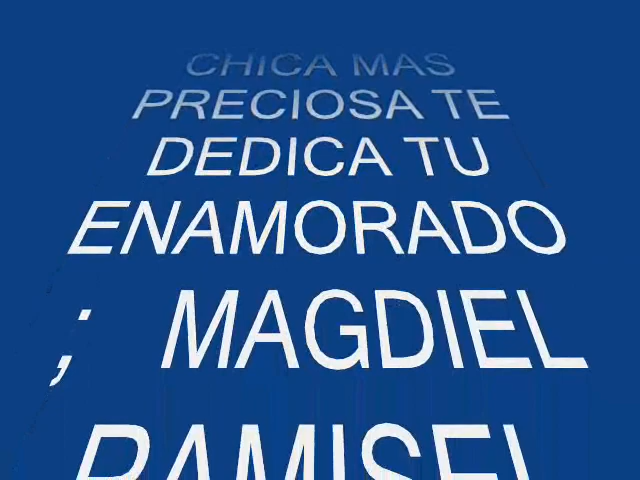 CHICA MAS
PRECIOSA TE
DEDICA TU
ENAMORADO
; MAGDIEL